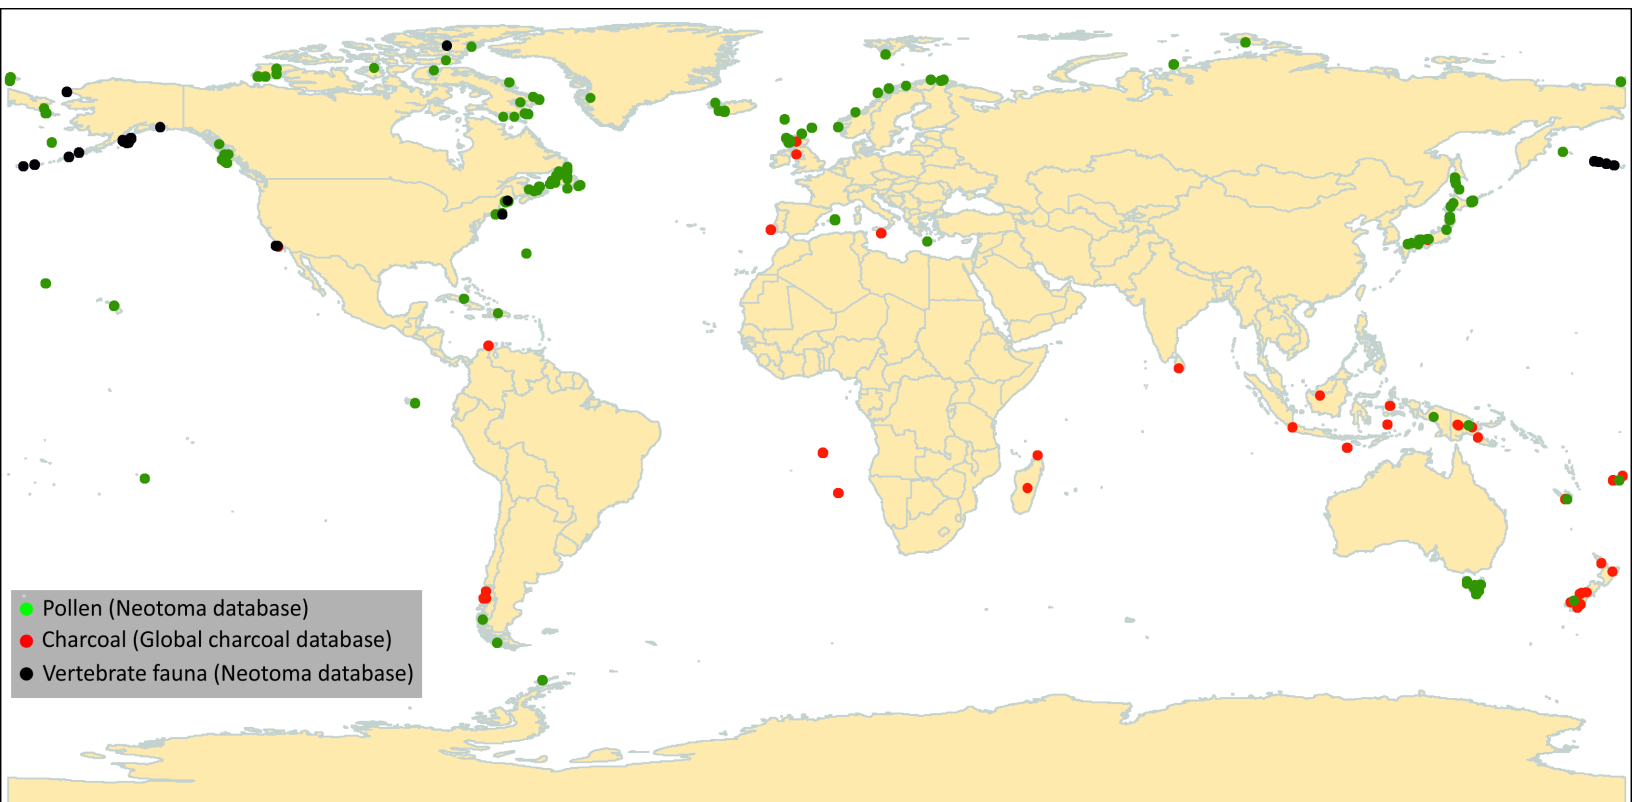 Pollen (Neotoma database)
Charcoal (Global charcoal database)
Vertebrate fauna (Neotoma database)